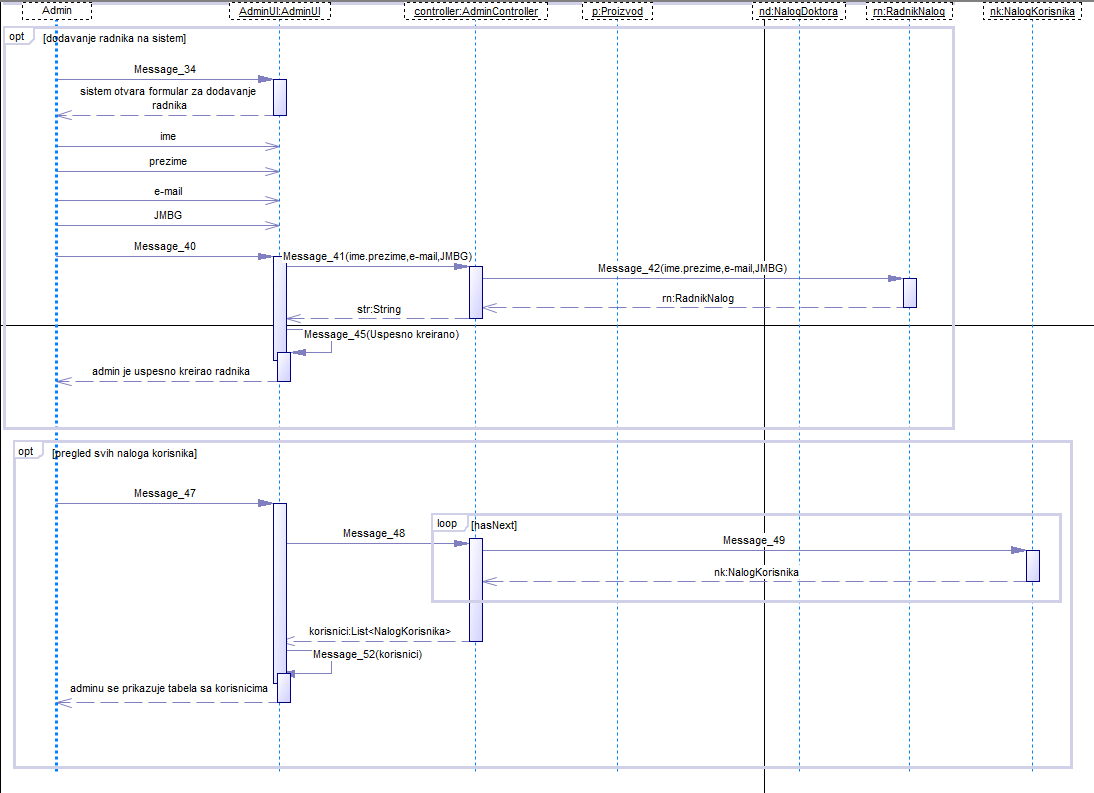 Admin
AdminUI:AdminUI
controller:AdminController
p:Proizvod
nd:NalogDoktora
rn:RadnikNalog
nk:NalogKorisnika
opt
[dodavanje radnika na sistem]
Message_34
sistem otvara formular za dodavanje
radnika
ime
prezime
e-mail
JMBG
Message_40
Message_41(ime.prezime,e-mail,JMBG)
Message_42(ime.prezime,e-mail,JMBG)
rn:RadnikNalog
str:String
Message_45(Uspesno kreirano)
admin je uspesno kreirao radnika
opt
[pregled svih naloga korisnika]
Message_47
loop
[hasNext]
Message_48
Message_49
nk:NalogKorisnika
korisnici:List<NalogKorisnika>
Message_52(korisnici)
adminu se prikazuje tabela sa korisnicima